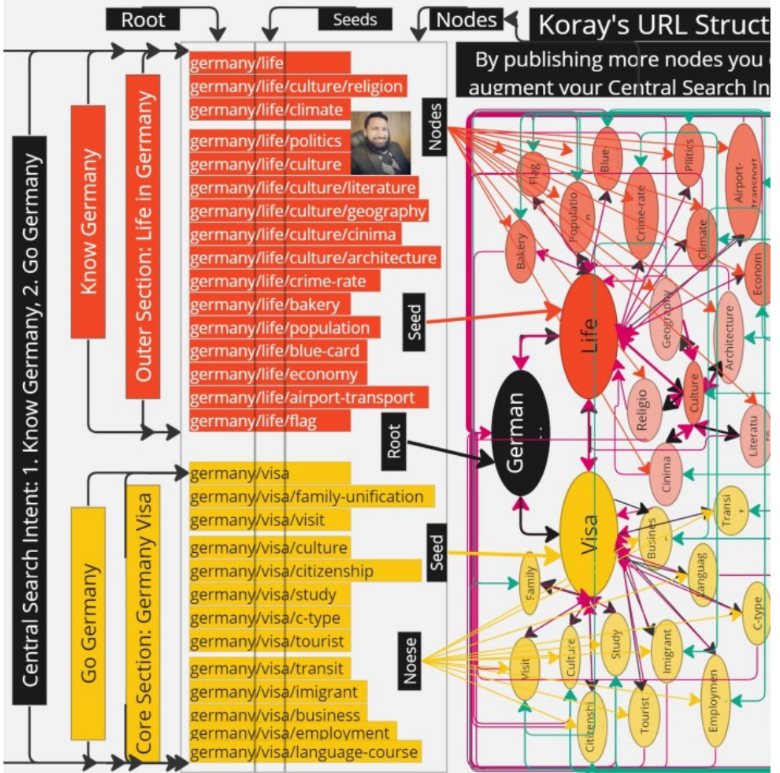 Root
Seeds
Nodes
Koray's URL Struct
By publishing more nodes you
augment your Central Search In
Central Search Intent: 1. Know Germany, 2. Go Germany
Know Germany
Outer Section: Life in Germany
germany/life
germany/life/culture/religion
germany/life/climate
germany/life/politics
germany/life/culture
germany/life/culture/literature
germany/life/culture/geography
germany/life/culture/cinima
germany/life/culture/architecture
germany/life/crime-rate
germany/life/bakery
germany/life/population
germany/life/blue-card
germany/life/economy
germany/life/airport-transport
germany/life/flag
Go Germany
Core Section: Germany Visa
germany/visa
germany/visa/family-unification
germany/visa/visit
germany/visa/culture
germany/visa/citizenship
germany/visa/study
germany/visa/c-type
germany/visa/tourist
germany/visa/transit
germany/visa/imigrant
germany/visa/business
germany/visa/employment
germany/visa/language-course
Nodes
Seed
Root
Seed
Noese
Flag
Blue-
Pilitics
Airport-
transport
Populatio
n
Crime-rate
Climate
Bakery
Econom
Life
Geography
Architecture
Culture
Religio
Literatu
Cinima
German
Visa
Busines
Transi
r
Family
Languag
C-type
Visit
Culture
Study
Imigrant
Citizenshi
Tourist
Employmen